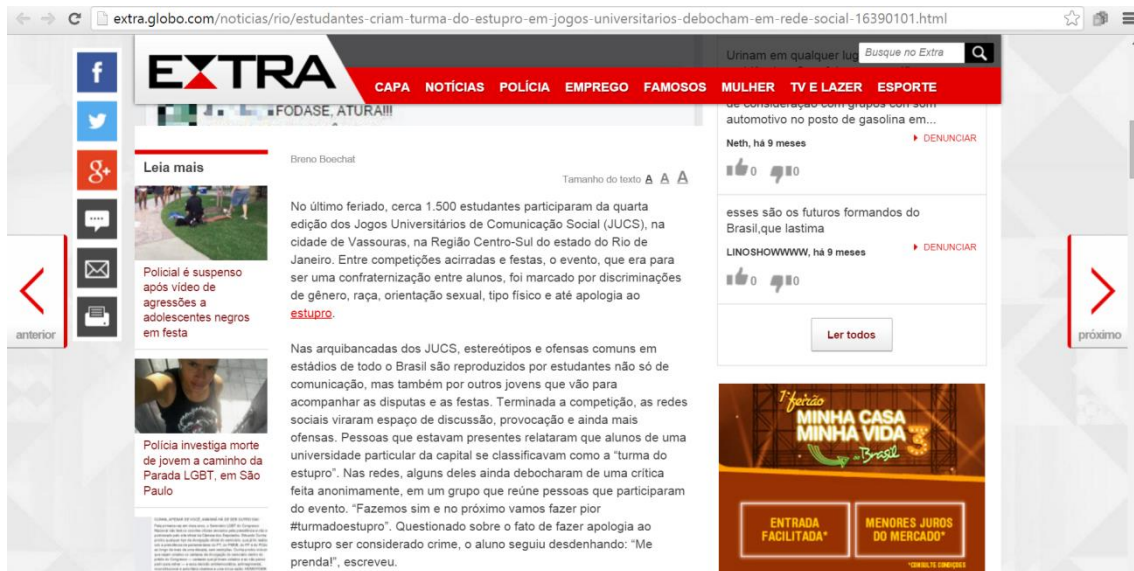 extra.globo.com/noticias/rio/estudantes-criam-turma-do-estupro-em-jogos-universitarios-debocham-em-rede-social-16390101.html
EXTRA
Busque no Extra
CAPA NOTÍCIAS POLÍCIA EMPREGO FAMOSOS MULHER TV E LAZER ESPORTE
FODASE, ATURA!!!
anterior
Leia mais
Policial é suspenso
após vídeo de
agressões a
adolescentes negros
em festa
Polícia investiga morte
de jovem a caminho da
Parada LGBT, em São
Paulo
Breno Boechat
Tamanho do texto A A A
No último feriado, cerca 1.500 estudantes participaram da quarta
edição dos Jogos Universitários de Comunicação Social (JUCS), na
cidade de Vassouras, na Região Centro-Sul do estado do Rio de
Janeiro. Entre competições acirradas e festas, o evento, que era para
ser uma confraternização entre alunos, foi marcado por discriminações
de gênero, raça, orientação sexual, tipo físico e até apologia ao
estupro.
Nas arquibancadas dos JUCS, estereótipos e ofensas comuns em
estádios de todo o Brasil são reproduzidos por estudantes não só de
comunicação, mas também por outros jovens que vão para
acompanhar as disputas e as festas. Terminada a competição, as redes
sociais viraram espaço de discussão, provocação e ainda mais
ofensas. Pessoas que estavam presentes relataram que alunos de uma
universidade particular da capital se classificavam como a “turma do
estupro”. Nas redes, alguns deles ainda debocharam de uma crítica
feita anonimamente, em um grupo que reúne pessoas que participaram
do evento. “Fazemos sim e no próximo vamos fazer pior
#turmadoestupro”. Questionado sobre o fato de fazer apologia ao
estupro ser considerado crime, o aluno seguiu desdenhando: “Me
prenda!”, escreveu.
Urinam em qualquer lug
de consideração com grupos con som
automotivo no posto de gasolina em...
Neth, há 9 meses
DENUNCIAR
0 0
esses são os futuros formandos do
Brasil,que lastima
LINOSHOWWWW, há 9 meses
DENUNCIAR
0 0
Ler todos
1º feirão
MINHA CASA
MINHA VIDA 3
do Brasil
ENTRADA
FACILITADA*
MENORES JUROS
DO MERCADO*
*CONSULTE CONDIÇÕES
próximo